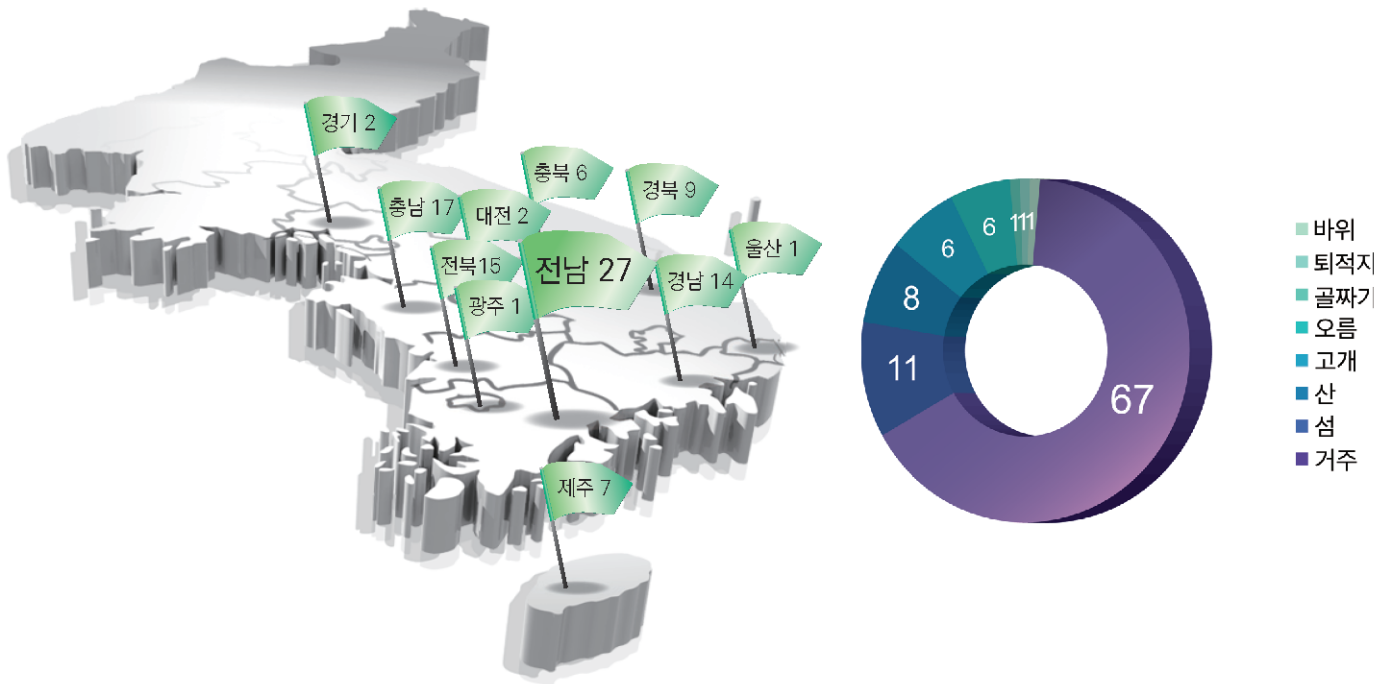 경기 2
충북 6
경북 9
충남 17
대전 2
울산 1
전북15
전남 27
경남 14
광주 1
제주 7
67
11
8
6
6
1
1
1
바위
퇴적지
골짜기
오름
고개
산
섬
거주